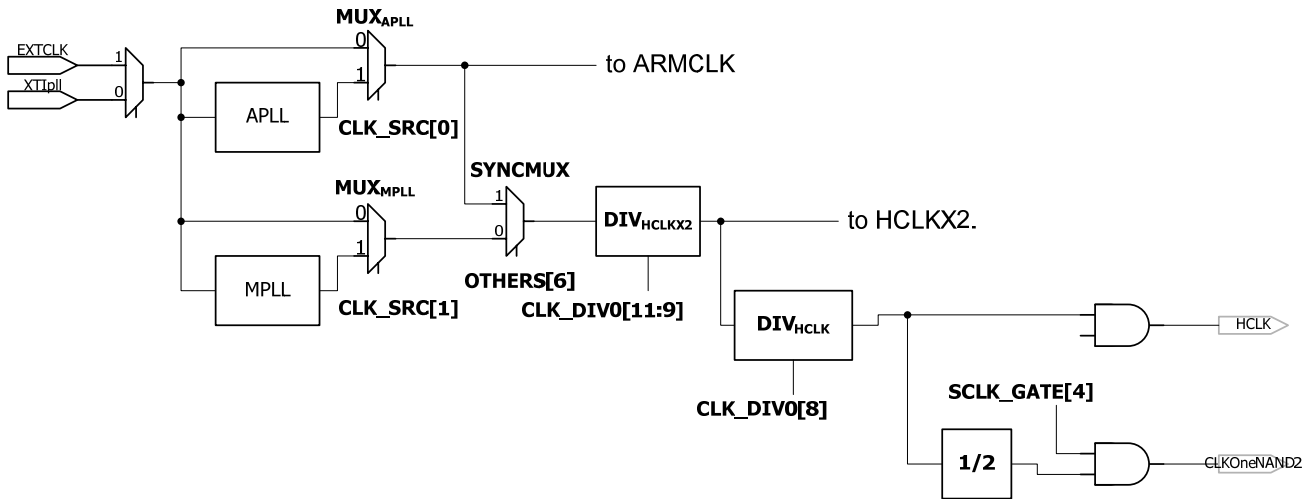 MUXAPLL
EXTCLK
1
0
XTIpll
0
1
to ARMCLK
APLL
CLK_SRC[0]
SYNCMUX
MUXMPLL
0
1
1
0
DIVHCLKX2
to HCLKX2.
MPLL
OTHERS[6]
CLK_SRC[1]
CLK_DIV0[11:9]
DIVHCLK
HCLK
CLK_DIV0[8]
SCLK_GATE[4]
1/2
CLKOneNAND2